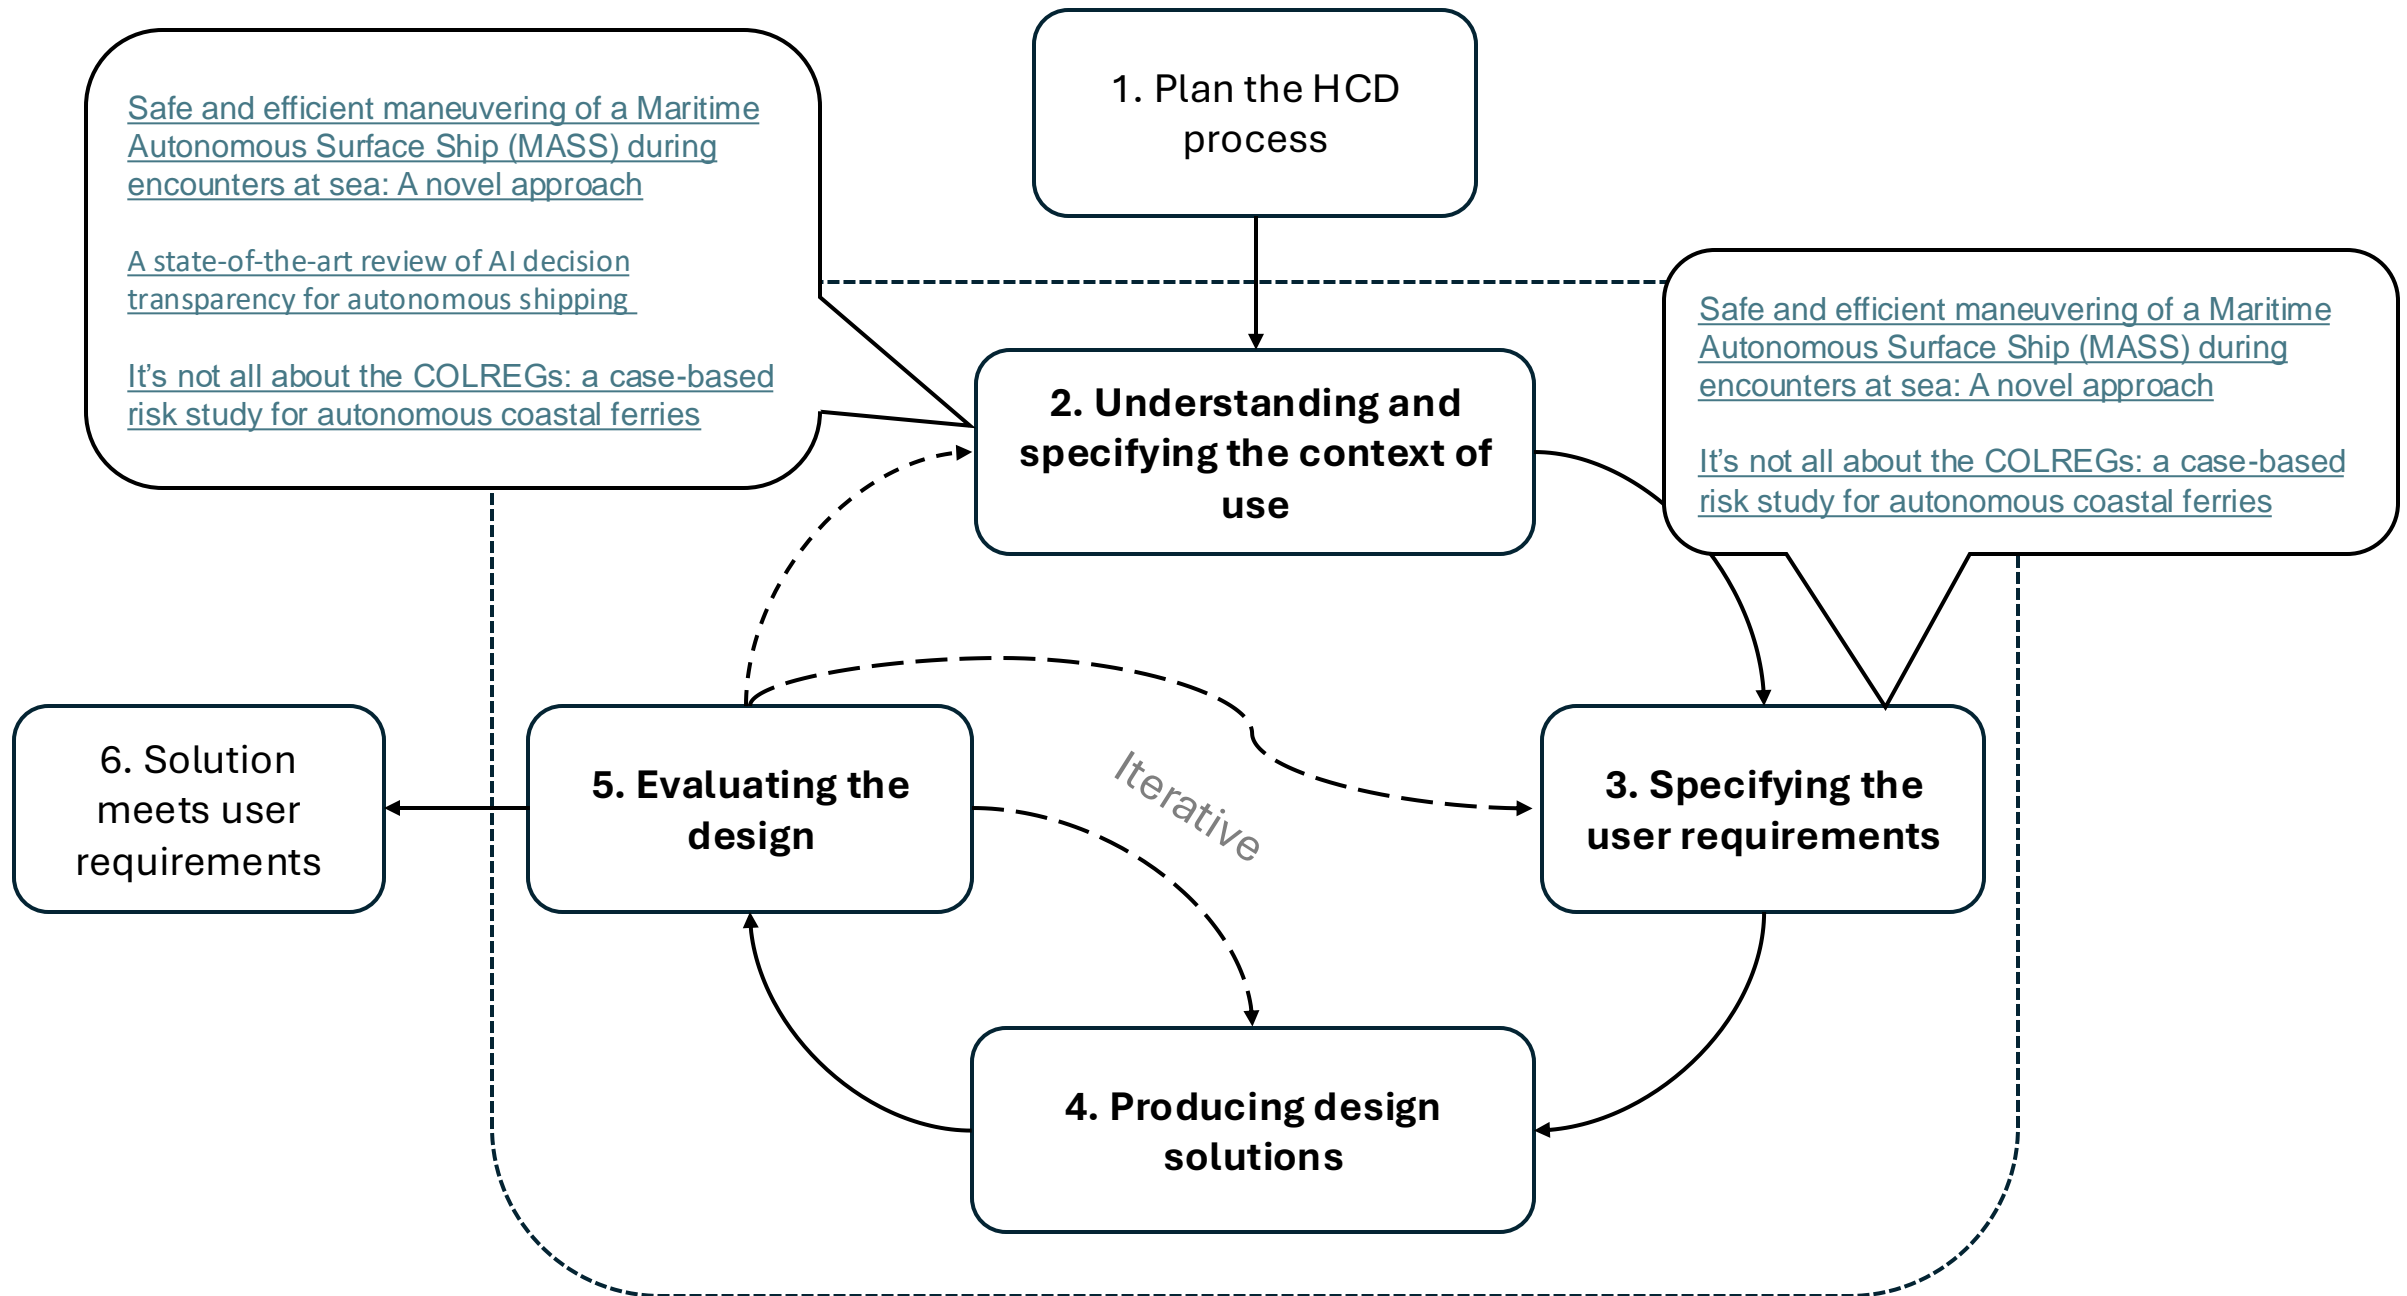 1. Plan the HCD
process
Safe and efficient maneuvering of a Maritime
Autonomous Surface Ship (MASS) during
encounters at sea: A novel approach
A state-of-the-art review of AI decision
transparency for autonomous shipping
It’s not all about the COLREGs: a case-based
risk study for autonomous coastal ferries
2. Understanding and
specifying the context of
use
Safe and efficient maneuvering of a Maritime
Autonomous Surface Ship (MASS) during
encounters at sea: A novel approach
It’s not all about the COLREGs: a case-based
risk study for autonomous coastal ferries
6. Solution
meets user
requirements
5. Evaluating the
design
Iterative
3. Specifying the
user requirements
4. Producing design
solutions